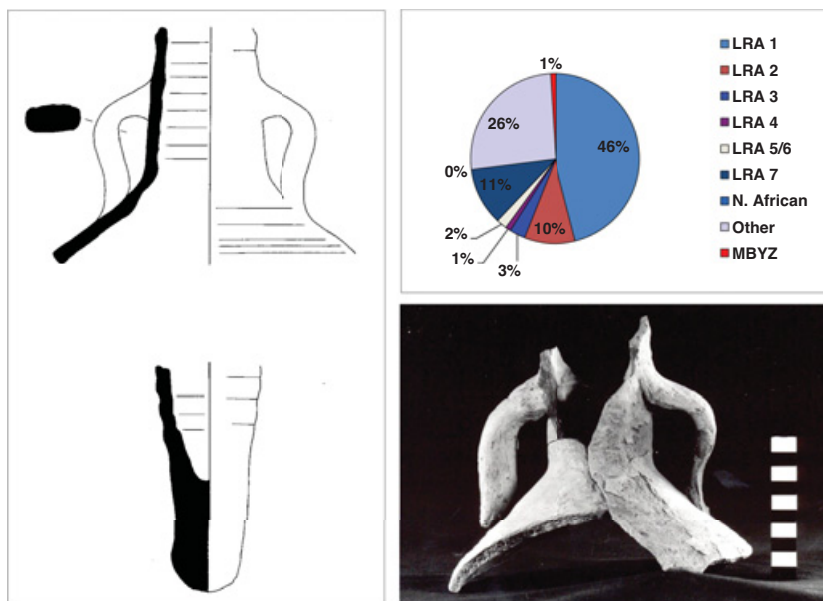 1%
46%
10%
3%
1%
2%
11%
0%
26%
LRA 1
LRA 2
LRA 3
LRA 4
LRA 5/6
LRA 7
N. African
Other
MBYZ